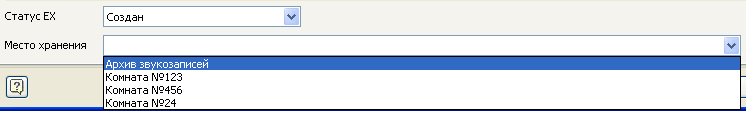 Статус ЕХ Создан
Место хранения
Архив звукозаписей
Комната №123
Комната №456
Комната №24
?